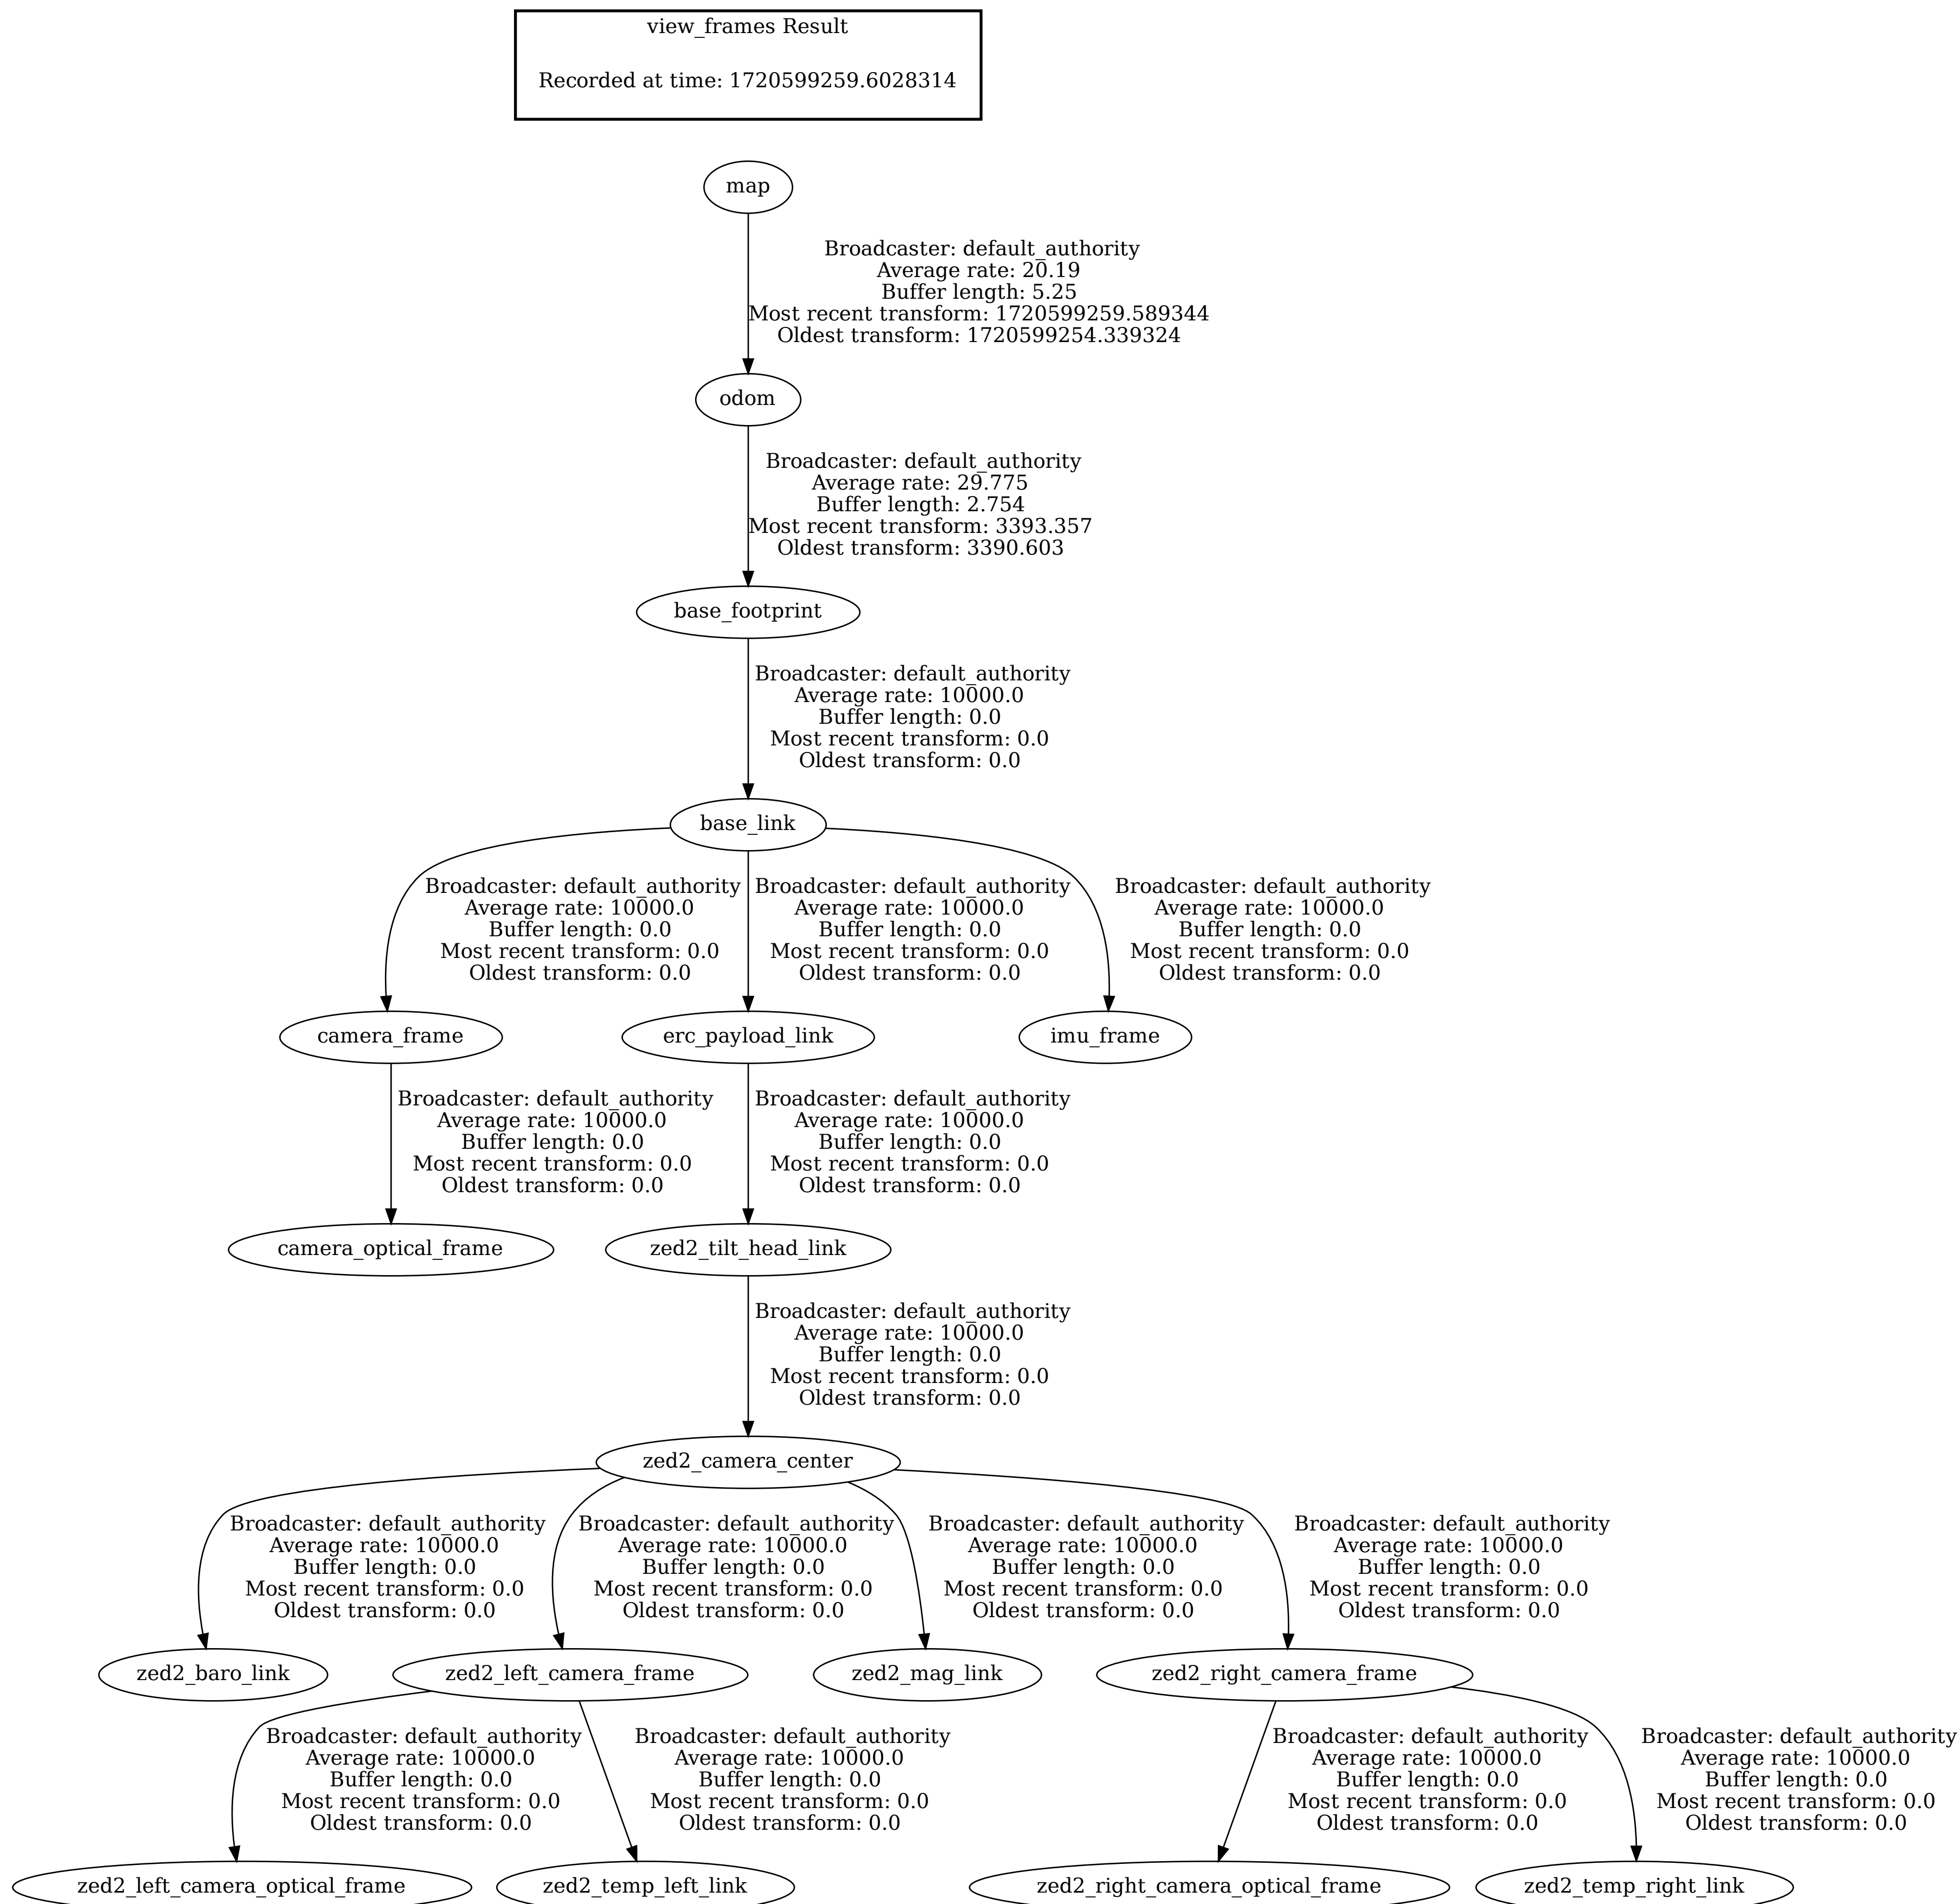 view_frames Result
Recorded at time: 1720599259.6028314
map
Broadcaster: default_authority
Average rate: 20.19
Buffer length: 5.25
Most recent transform: 1720599259.589344
Oldest transform: 1720599254.339324
odom
Broadcaster: default_authority
Average rate: 29.775
Buffer length: 2.754
Most recent transform: 3393.357
Oldest transform: 3390.603
base_footprint
Broadcaster: default_authority
Average rate: 10000.0
Buffer length: 0.0
Most recent transform: 0.0
Oldest transform: 0.0
base_link
Broadcaster: default_authority
Average rate: 10000.0
Buffer length: 0.0
Most recent transform: 0.0
Oldest transform: 0.0
Broadcaster: default_authority
Average rate: 10000.0
Buffer length: 0.0
Most recent transform: 0.0
Oldest transform: 0.0
Broadcaster: default_authority
Average rate: 10000.0
Buffer length: 0.0
Most recent transform: 0.0
Oldest transform: 0.0
camera_frame
erc_payload_link
imu_frame
Broadcaster: default_authority
Average rate: 10000.0
Buffer length: 0.0
Most recent transform: 0.0
Oldest transform: 0.0
Broadcaster: default_authority
Average rate: 10000.0
Buffer length: 0.0
Most recent transform: 0.0
Oldest transform: 0.0
camera_optical_frame
zed2_tilt_head_link
Broadcaster: default_authority
Average rate: 10000.0
Buffer length: 0.0
Most recent transform: 0.0
Oldest transform: 0.0
zed2_camera_center
Broadcaster: default_authority
Average rate: 10000.0
Buffer length: 0.0
Most recent transform: 0.0
Oldest transform: 0.0
Broadcaster: default_authority
Average rate: 10000.0
Buffer length: 0.0
Most recent transform: 0.0
Oldest transform: 0.0
Broadcaster: default_authority
Average rate: 10000.0
Buffer length: 0.0
Most recent transform: 0.0
Oldest transform: 0.0
Broadcaster: default_authority
Average rate: 10000.0
Buffer length: 0.0
Most recent transform: 0.0
Oldest transform: 0.0
zed2_baro_link
zed2_left_camera_frame
zed2_mag_link
zed2_right_camera_frame
Broadcaster: default_authority
Average rate: 10000.0
Buffer length: 0.0
Most recent transform: 0.0
Oldest transform: 0.0
Broadcaster: default_authority
Average rate: 10000.0
Buffer length: 0.0
Most recent transform: 0.0
Oldest transform: 0.0
Broadcaster: default_authority
Average rate: 10000.0
Buffer length: 0.0
Most recent transform: 0.0
Oldest transform: 0.0
Broadcaster: default_authority
Average rate: 10000.0
Buffer length: 0.0
Most recent transform: 0.0
Oldest transform: 0.0
zed2_left_camera_optical_frame
zed2_temp_left_link
zed2_right_camera_optical_frame
zed2_temp_right_link